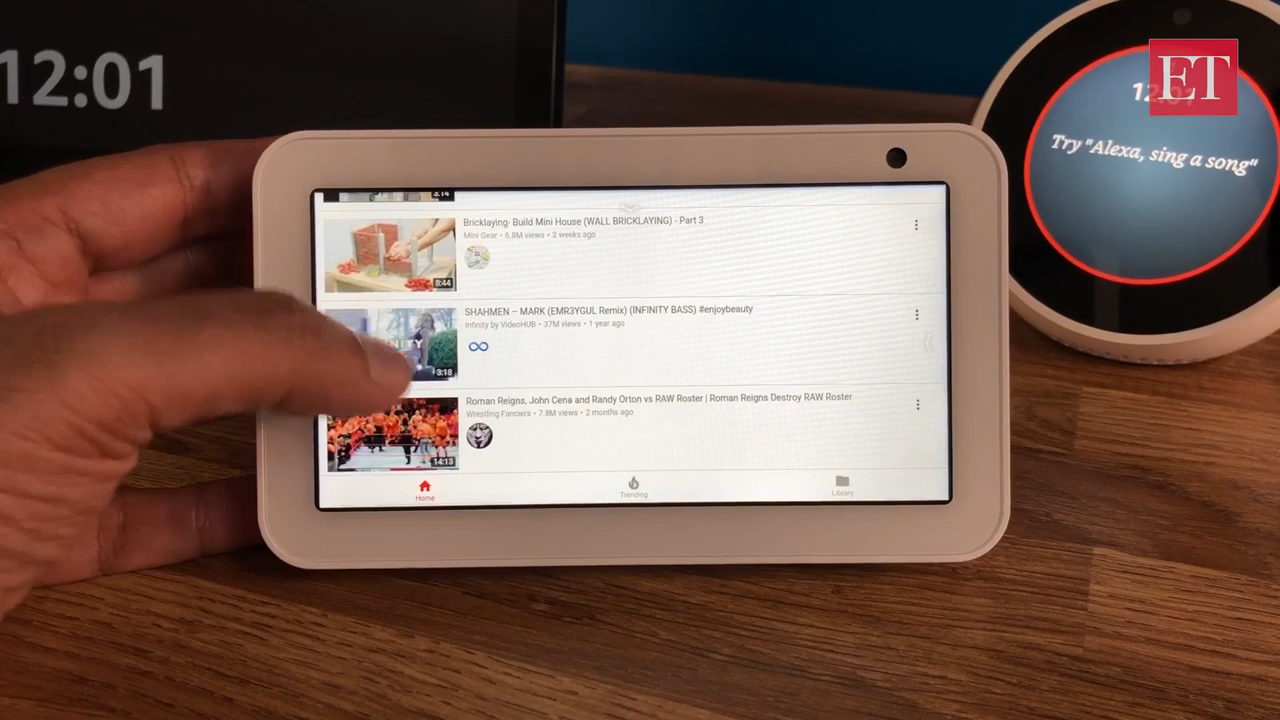 12:01
ET
Try "Alexa, sing a song"
3:14
Bricklaying- Build Mini House (WALL BRICKLAYING) - Part 3
Mini Gear • 6.8M views • 2 weeks ago
8:44
SHAHMEN – MARK (EMR3YGUL Remix) (INFINITY BASS) #enjoybeauty
Infinity by VideoHUB • 37M views • 1 year ago
3:18
Roman Reigns, John Cena and Randy Orton vs RAW Roster | Roman Reigns Destroy RAW Roster
Wrestling Fanciers • 7.8M views • 2 months ago
14:13
Home
Trending
Library